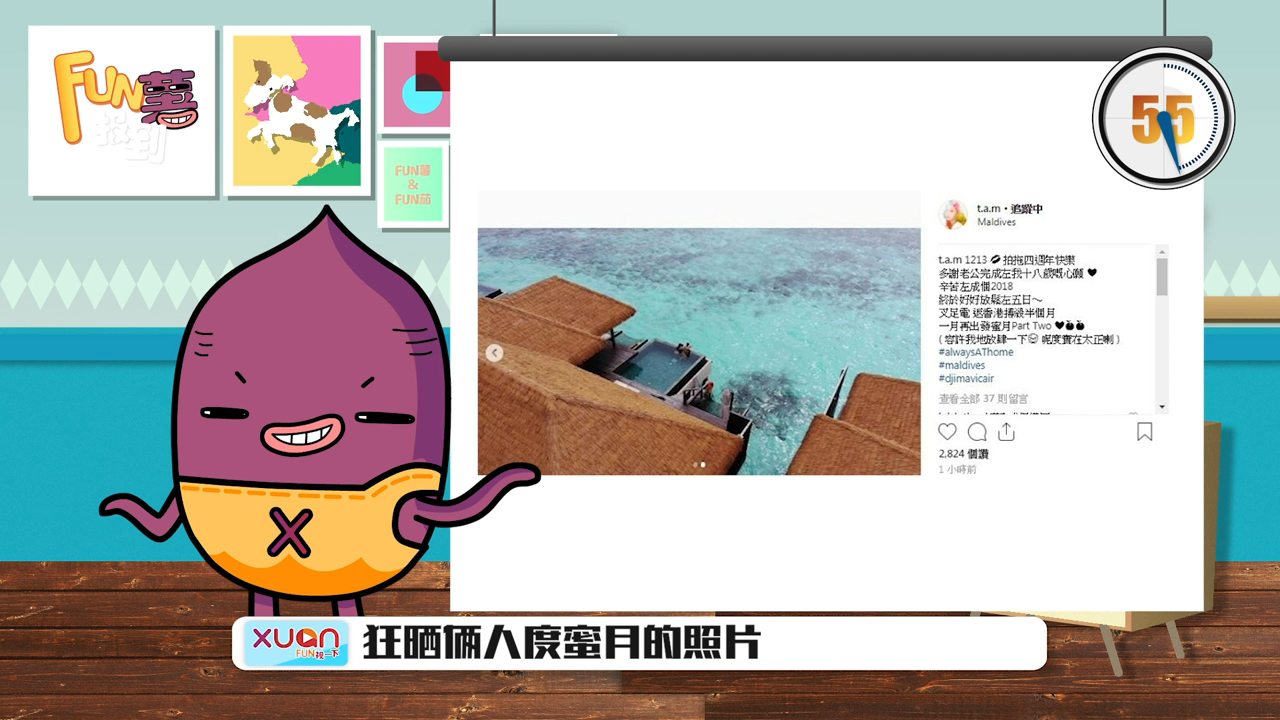 FUN薯
找到
FUN薯
&
FUN茄
55
t.a.m • 追蹤中
Maldives
t.a.m 1213 拍拖四週年快樂
多謝老公完成左我十八歲嘅心願 ♥
辛苦左成個2018
終於好好放鬆左五日~
叉足電 返香港搏殺半個月
一月再出發蜜月Part Two ♥
( 容許我地放肆一下 呢度實在太正喇 )
#alwaysAThome
#maldives
#djimavicair
查看全部 37 則留言
2,824 個讚
1 小時前
X
XUAN
FUN視一下
狂晒倆人度蜜月的照片